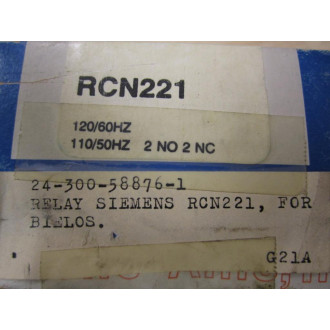 RCN221
120/60HZ
110/50HZ 2 NO 2 NC
24-300-58876-1
RELAY SIEMENS RCN221, FOR
BIELOS.
G21A